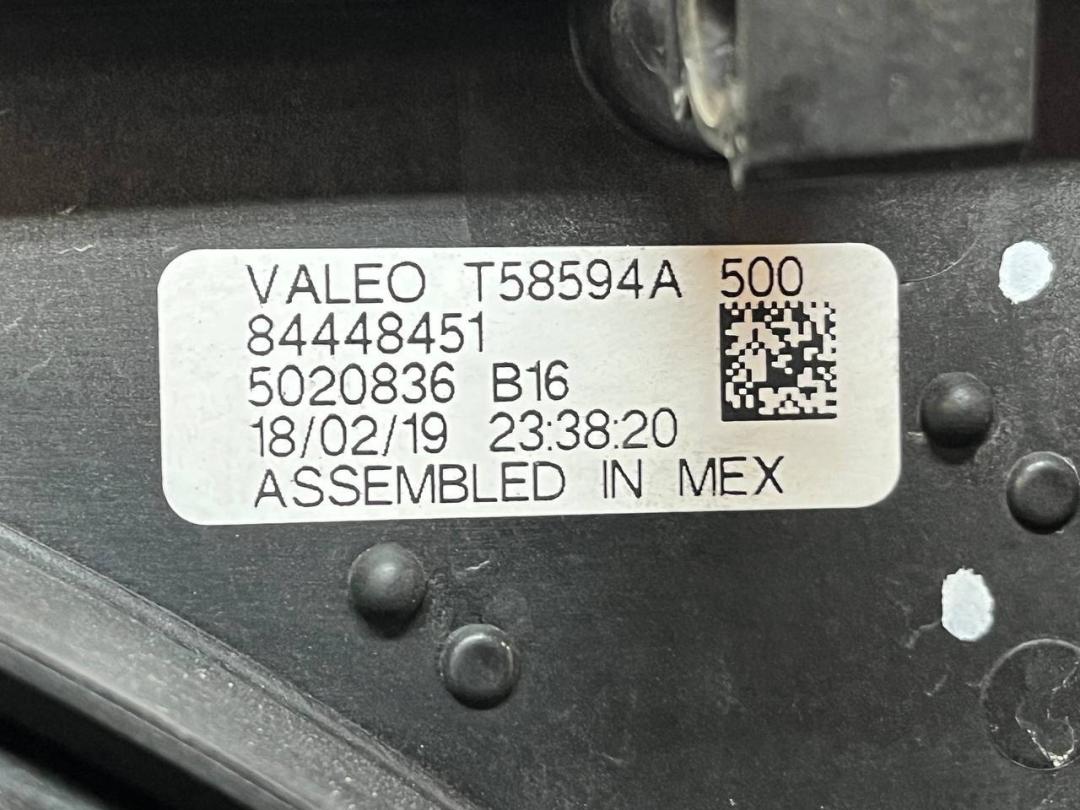 VALEO T58594A 500
84448451
5020836 B16
18/02/19 23:38:20
ASSEMBLED IN MEX